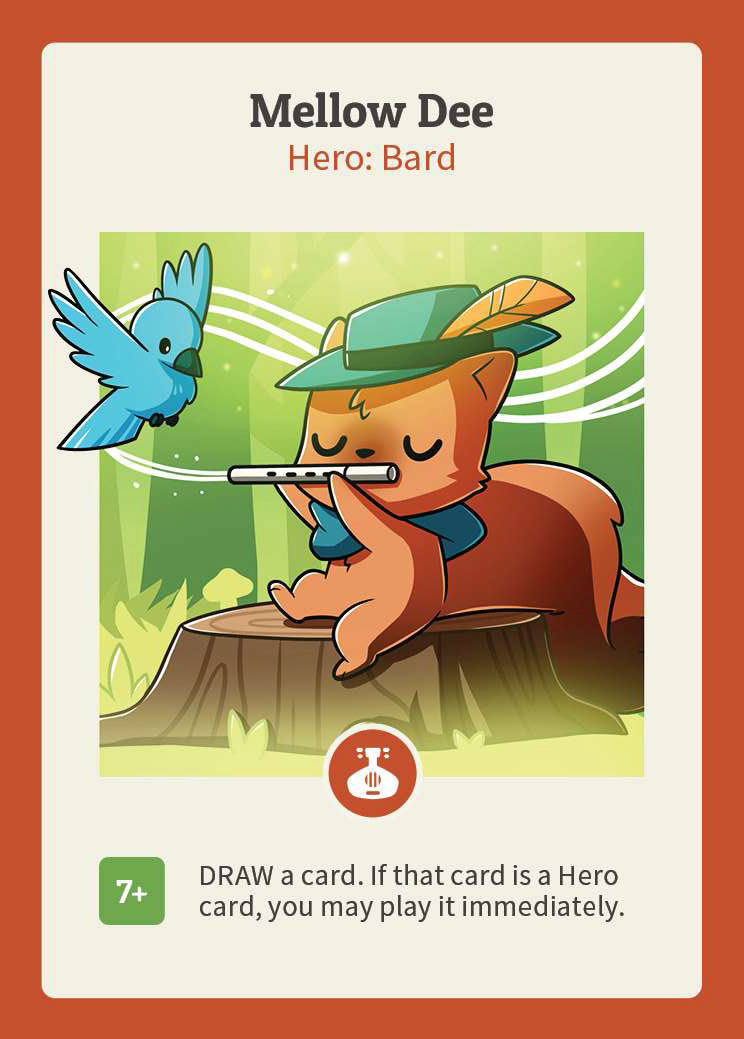 Mellow Dee
Hero: Bard
7+
DRAW a card. If that card is a Hero
card, you may play it immediately.